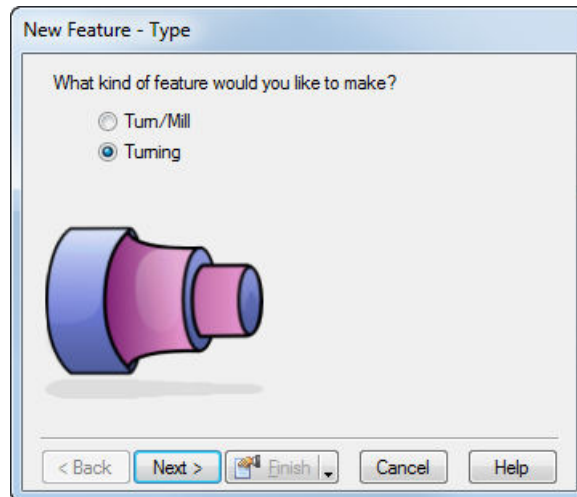 New Feature - Type
What kind of feature would you like to make?
Turn/Mill
Turning
< Back Next > Finish Cancel Help